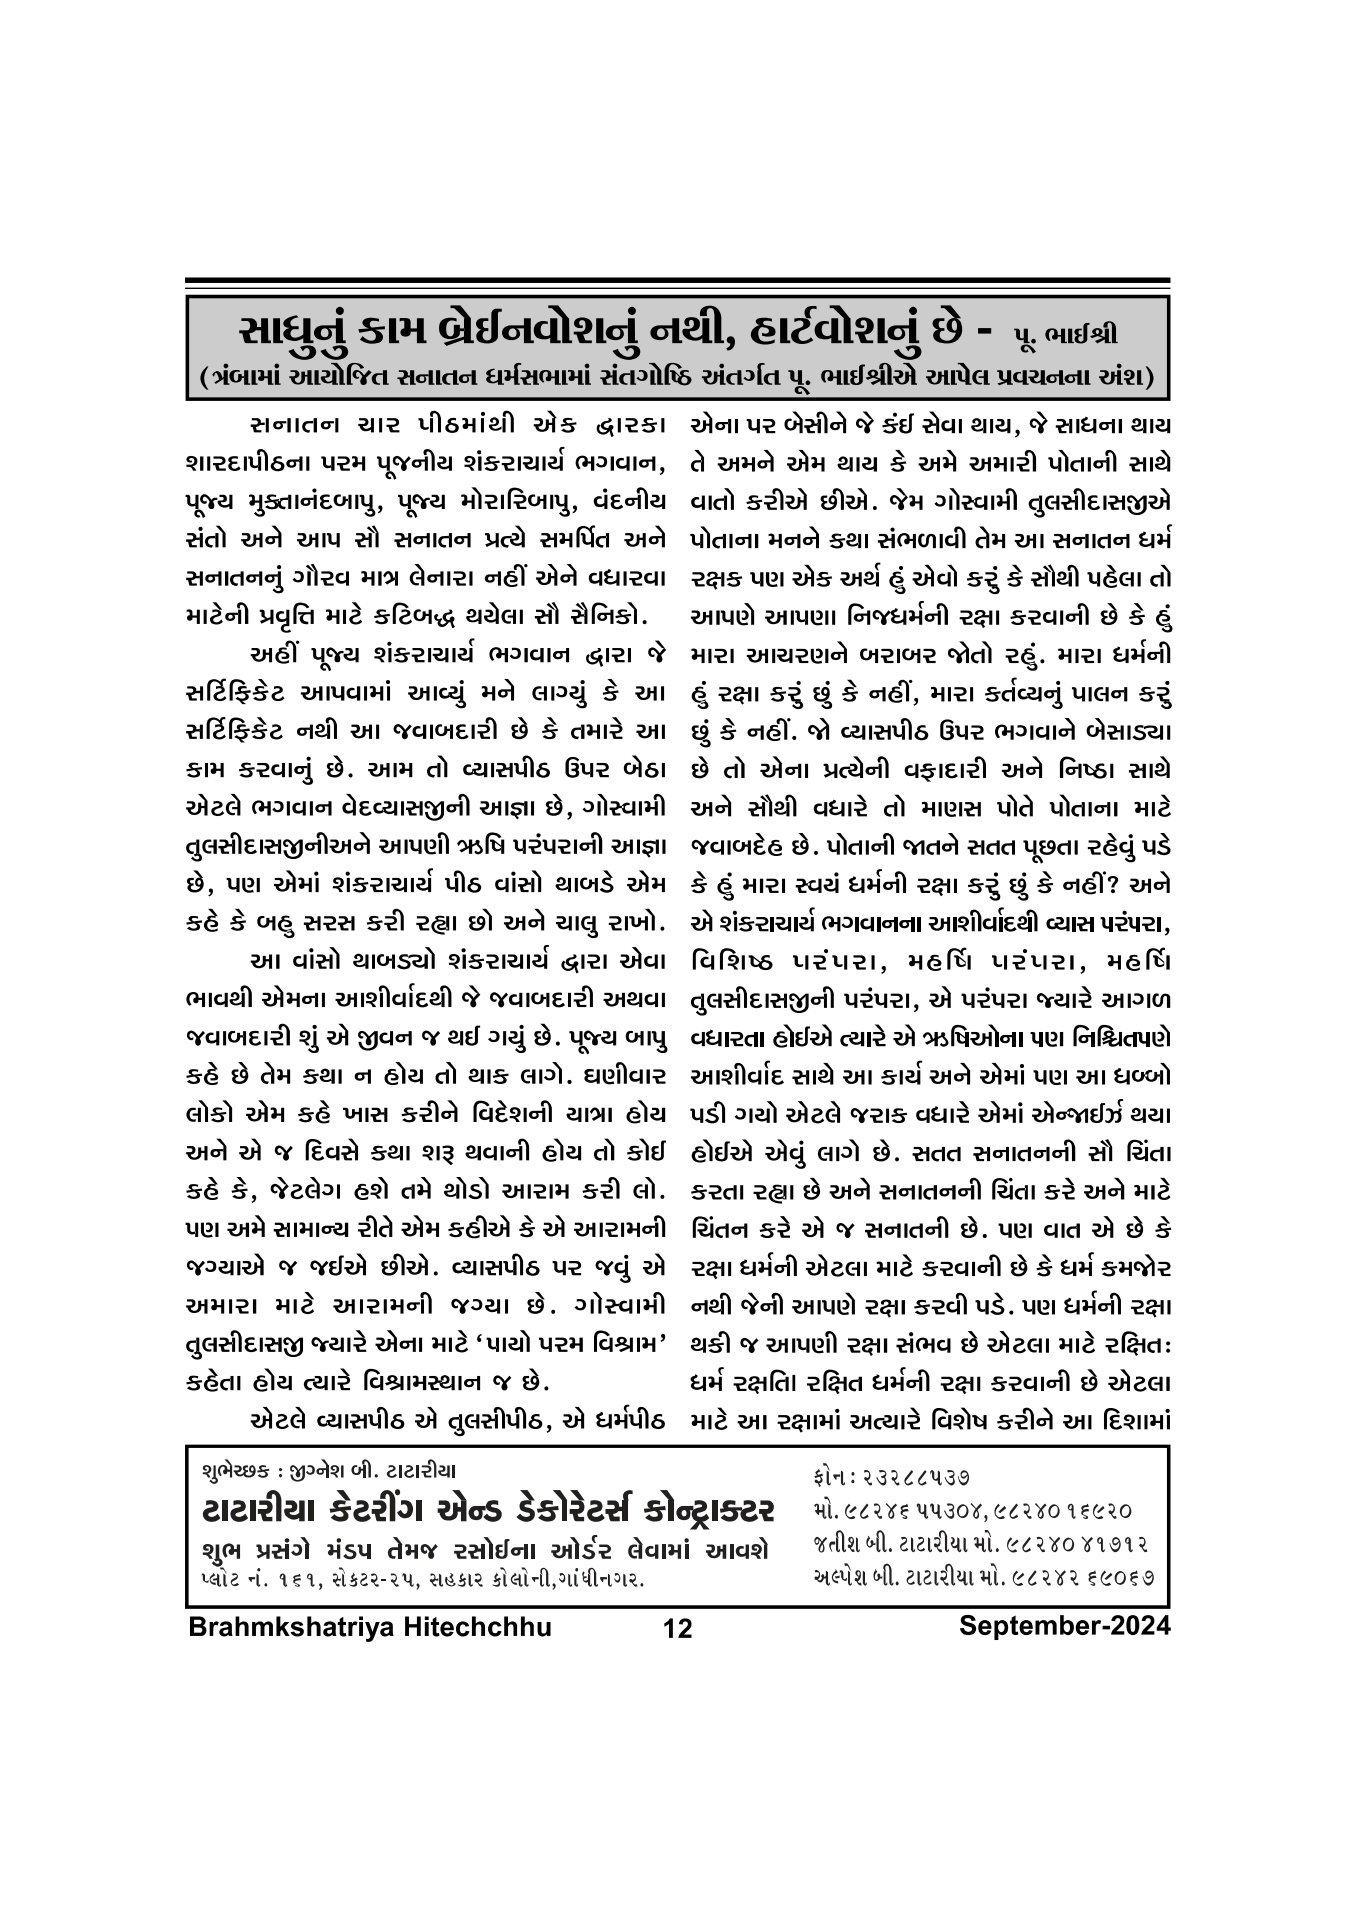 સાધુનું કામ બ્રેઈનવોશનું નથી, હાર્ટવોશનું છે - પૂ. ભાઈશ્રી
(ત્રંબામાં આયોજિત સનાતન ધર્મસભામાં સંતગોષ્ઠિ અંતર્ગત પૂ. ભાઈશ્રીએ આપેલ પ્રવચનના અંશ)
સનાતન ચાર પીઠમાંથી એક દ્વારકા
શારદાપીઠના પરમ પૂજનીય શંકરાચાર્ય ભગવાન,
પૂજ્ય મુક્તાનંદબાપુ, પૂજ્ય મોરારિબાપુ, વંદનીય
સંતો અને આપ સૌ સનાતન પ્રત્યે સમર્પિત અને
સનાતનનું ગૌરવ માત્ર લેનારા નહીં એને વધારવા
માટેની પ્રવૃત્તિ માટે કટિબદ્ધ થયેલા સૌ સૈનિકો.
અહીં પૂજ્ય શંકરાચાર્ય ભગવાન દ્વારા જે
સર્ટિફિકેટ આપવામાં આવ્યું મને લાગ્યું કે આ
સર્ટિફિકેટ નથી આ જવાબદારી છે કે તમારે આ
કામ કરવાનું છે. આમ તો વ્યાસપીઠ ઉપર બેઠા
એટલે ભગવાન વેદવ્યાસજીની આજ્ઞા છે, ગોસ્વામી
તુલસીદાસજીનીઅને આપણી ઋષિ પરંપરાની આજ્ઞા
છે, પણ એમાં શંકરાચાર્ય પીઠ વાંસો થાબડે એમ
કહે કે બહુ સરસ કરી રહ્યા છો અને ચાલુ રાખો.
આ વાંસો થાબડ્યો શંકરાચાર્ય દ્વારા એવા
ભાવથી એમના આશીર્વાદથી જે જવાબદારી અથવા
જવાબદારી શું એ જીવન જ થઈ ગયું છે. પૂજ્ય બાપુ
કહે છે તેમ કથા ન હોય તો થાક લાગે. ઘણીવાર
લોકો એમ કહે ખાસ કરીને વિદેશની યાત્રા હોય
અને એ જ દિવસે કથા શરૂ થવાની હોય તો કોઈ
કહે કે, જેટલેગ હશે તમે થોડો આરામ કરી લો.
પણ અમે સામાન્ય રીતે એમ કહીએ કે એ આરામની
જગ્યાએ જ જઈએ છીએ. વ્યાસપીઠ પર જવું એ
અમારા માટે આરામની જગ્યા છે. ગોસ્વામી
તુલસીદાસજી જ્યારે એના માટે ‘પાયો પરમ વિશ્રામ’
કહેતા હોય ત્યારે વિશ્રામસ્થાન જ છે.
એટલે વ્યાસપીઠ એ તુલસીપીઠ, એ ધર્મપીઠ
એના પર બેસીને જે કંઈ સેવા થાય, જે સાધના થાય
તે અમને એમ થાય કે અમે અમારી પોતાની સાથે
વાતો કરીએ છીએ. જેમ ગોસ્વામી તુલસીદાસજીએ
પોતાના મનને કથા સંભળાવી તેમ આ સનાતન ધર્મ
રક્ષક પણ એક અર્થ હું એવો કરું કે સૌથી પહેલા તો
આપણે આપણા નિજધર્મની રક્ષા કરવાની છે કે હું
મારા આચરણને બરાબર જોતો રહું. મારા ધર્મની
હું રક્ષા કરું છું કે નહીં, મારા કર્તવ્યનું પાલન કરું
છું કે નહીં. જો વ્યાસપીઠ ઉપર ભગવાને બેસાડ્યા
છે તો એના પ્રત્યેની વફાદારી અને નિષ્ઠા સાથે
અને સૌથી વધારે તો માણસ પોતે પોતાના માટે
જવાબદેહ છે. પોતાની જાતને સતત પૂછતા રહેવું પડે
કે હું મારા સ્વયં ધર્મની રક્ષા કરું છું કે નહીં? અને
એ શંકરાચાર્ય ભગવાનના આશીર્વાદથી વ્યાસ પરંપરા,
વિશિષ્ઠ પરંપરા, મહર્ષિ પરંપરા, મહર્ષિ
તુલસીદાસજીની પરંપરા, એ પરંપરા જ્યારે આગળ
વધારતા હોઈએ ત્યારે એ ઋષિઓના પણ નિશ્ચિતપણે
આશીર્વાદ સાથે આ કાર્ય અને એમાં પણ આ ધબ્બો
પડી ગયો એટલે જરાક વધારે એમાં એન્જાઈર્ઝ થયા
હોઈએ એવું લાગે છે. સતત સનાતનની સૌ ચિંતા
કરતા રહ્યા છે અને સનાતનની ચિંતા કરે અને માટે
ચિંતન કરે એ જ સનાતની છે. પણ વાત એ છે કે
રક્ષા ધર્મની એટલા માટે કરવાની છે કે ધર્મ કમજોર
નથી જેની આપણે રક્ષા કરવી પડે. પણ ધર્મની રક્ષા
થકી જ આપણી રક્ષા સંભવ છે એટલા માટે રક્ષિતઃ
ધર્મ રક્ષતિ। રક્ષિત ધર્મની રક્ષા કરવાની છે એટલા
માટે આ રક્ષામાં અત્યારે વિશેષ કરીને આ દિશામાં
શુભેચ્છક : જીગ્નેશ બી. ટાટારીયા
ટાટારીયા કેટરીંગ એન્ડ ડેકોરેટર્સ કોન્ટ્રાક્ટર
શુભ પ્રસંગે મંડપ તેમજ રસોઈના ઓર્ડર લેવામાં આવશે
પ્લોટ નં. ૧૬૧, સેક્ટર-૨૫, સહકાર કોલોની,ગાંધીનગર.
ફોન : ૨૩૨૮૮૫૩૭
મો. ૯૮૨૪૬ ૫૫૩૦૪, ૯૮૨૪૦ ૧૬૯૨૦
જતીશ બી. ટાટારીયા મો. ૯૮૨૪૦ ૪૧૭૧૨
અલ્પેશ બી. ટાટારીયા મો. ૯૮૨૪૨ ૬૯૦૬૭
Brahmkshatriya Hitechchhu 12 September-2024